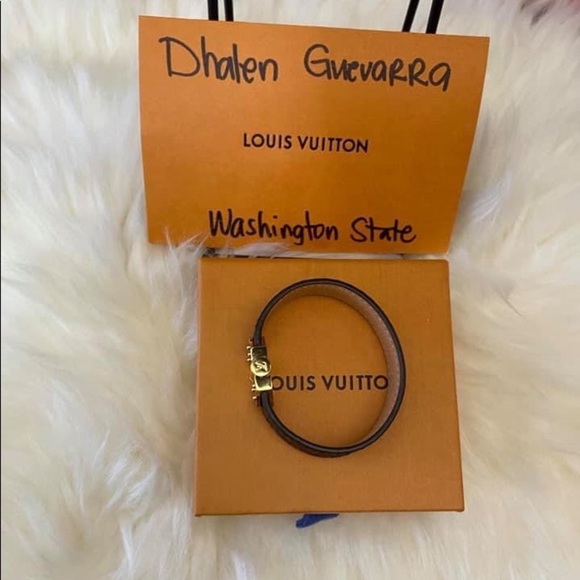 Dhalen Guevarra
LOUIS VUITTON
Washington State
OUIS VUITTO